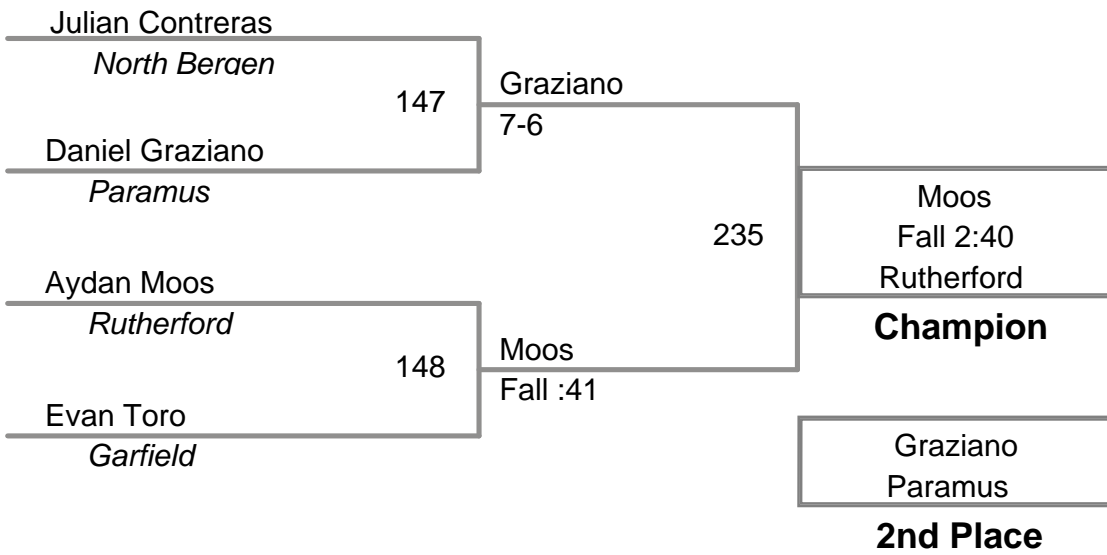 Julian Contreras
North Bergen
147
Daniel Graziano
Paramus
Graziano
7-6
Aydan Moos
Rutherford
148
Evan Toro
Garfield
Moos
Fall :41
235
Moos
Fall 2:40
Rutherford
Champion
Graziano
Paramus
2nd Place